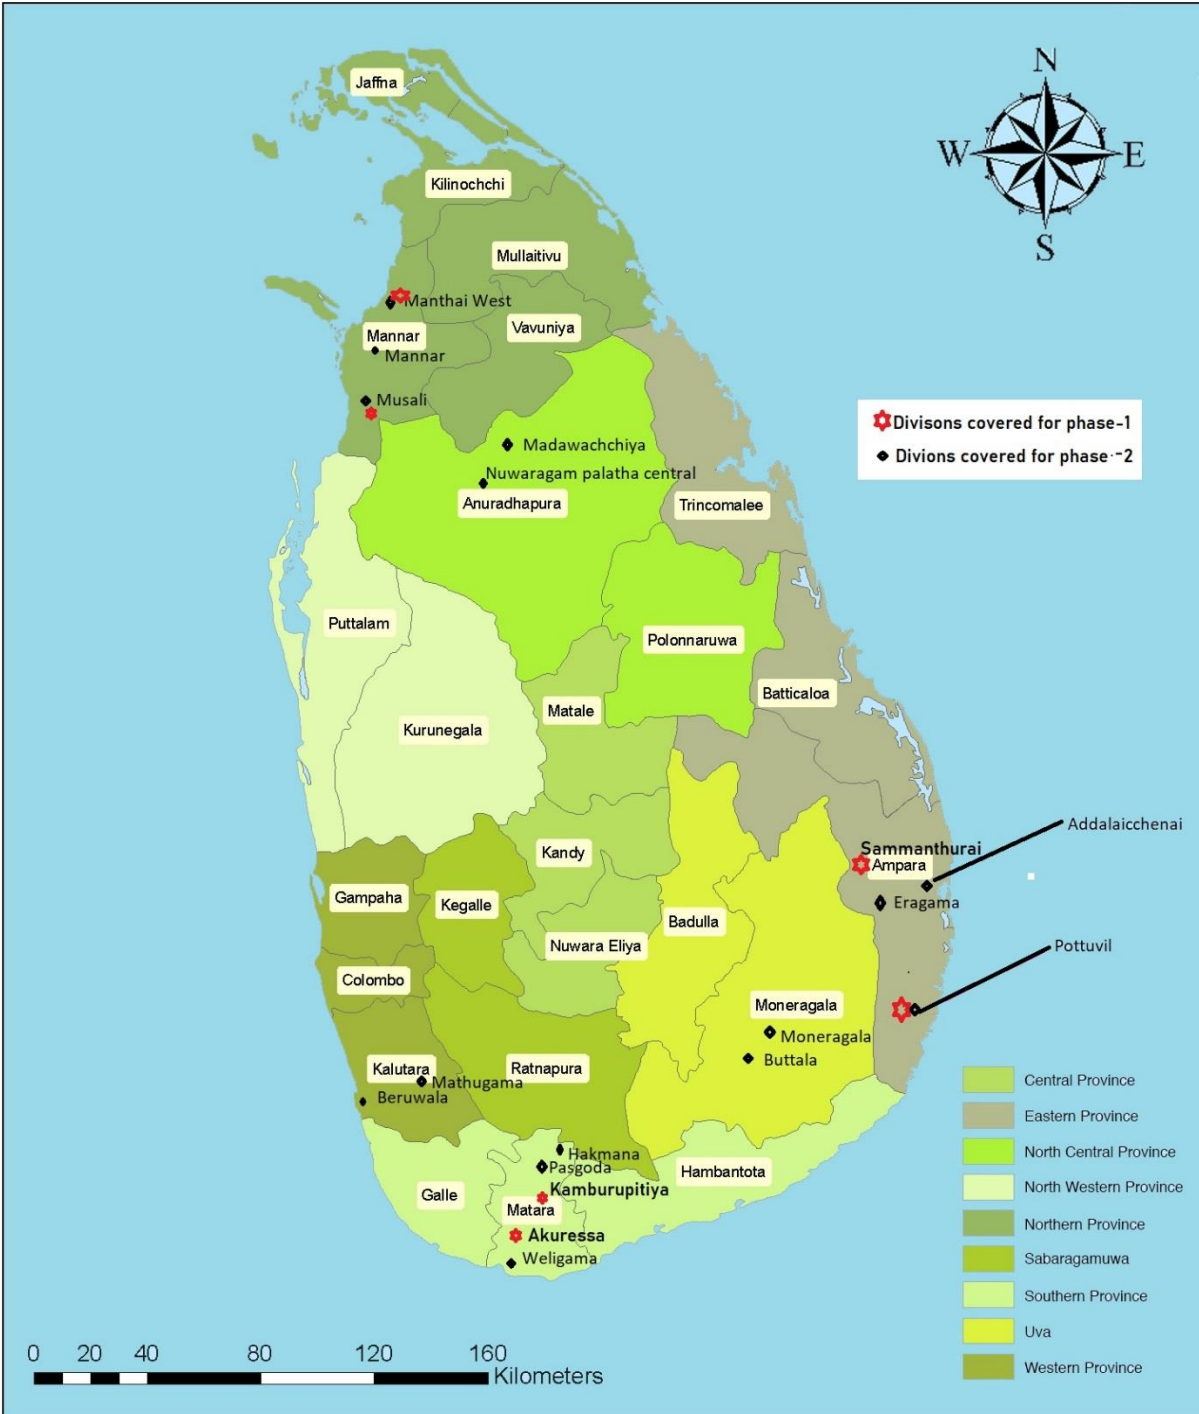 N
W
E
S
Jaffna
Kilinochchi
Mullaitivu
Manthai West
Vavuniya
Mannar
Mannar
Musali
Divisons covered for phase-1
Divions covered for phase--2
Madawachchiya
Nuwaragam palatha central
Anuradhapura
Trincomalee
Puttalam
Polonnaruwa
Batticaloa
Matale
Kurunegala
Addalaicchenai
Sammanthurai
Kandy
Ampara
Gampaha
Kegalle
Eragama
Badulla
Nuwara Eliya
Pottuvil
Colombo
Moneragala
Moneragala
Buttala
Kalutara
Ratnapura
Mathugama
Beruwala
Hakmana
Pasgoda
Hambantota
Kamburupitiya
Galle
Matara
Akuressa
Weligama
Central Province
Eastern Province
North Central Province
North Western Province
Northern Province
Sabaragamuwa
Southern Province
Uva
Western Province
0 20 40 80 120 160
Kilometers